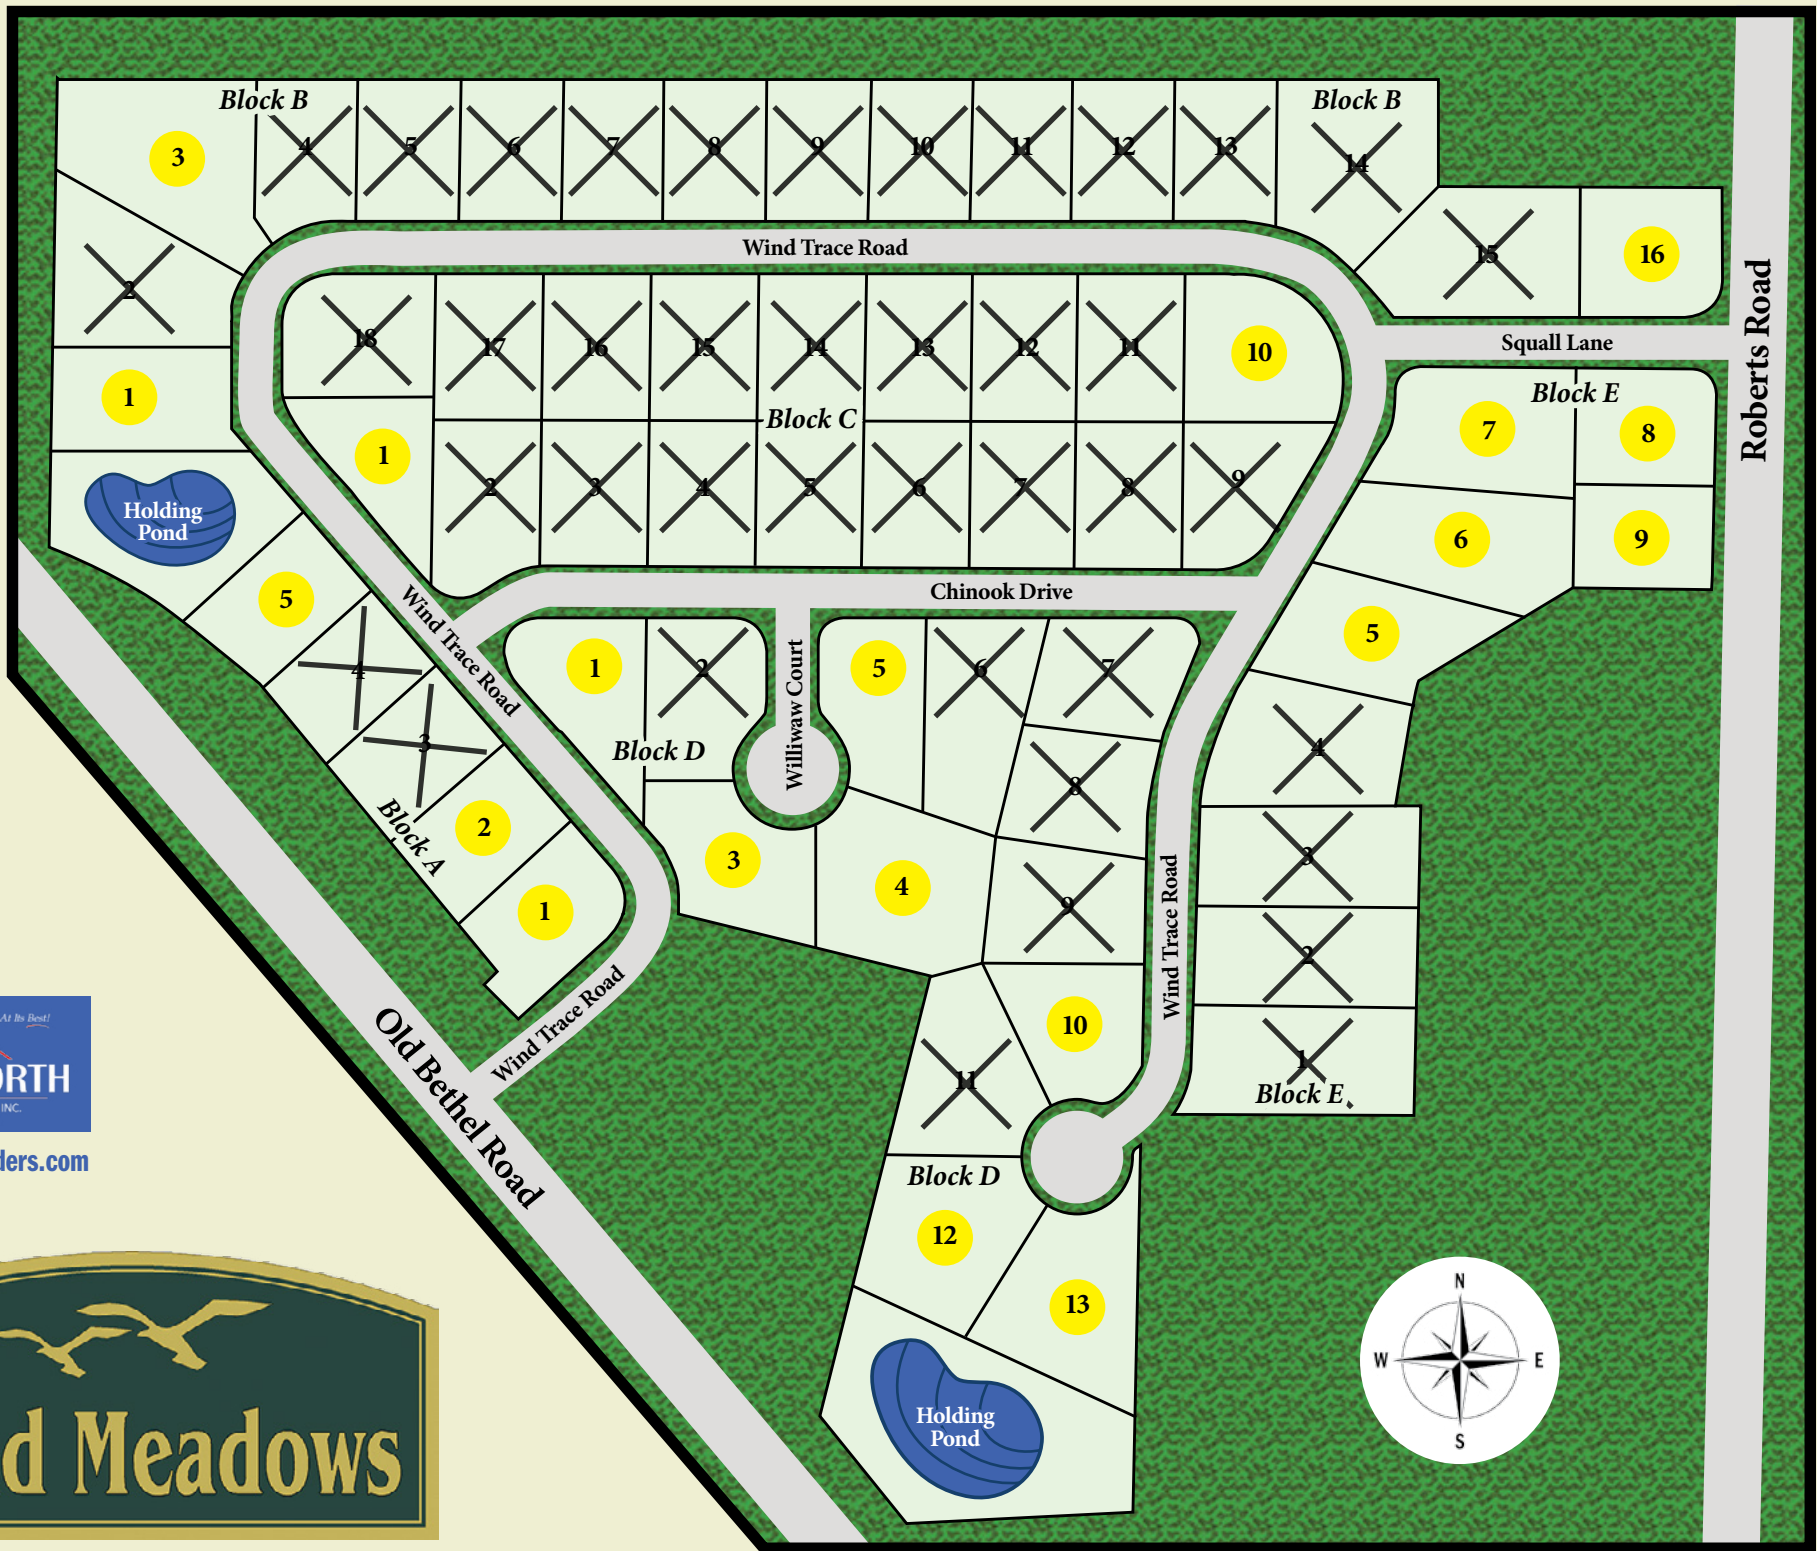 Block B
Block B
3
4
5
6
7
8
9
10
11
12
13
14
15
16
2
1
Wind Trace Road
Squall Lane
Roberts Road
18
17
16
15
14
13
12
11
10
Block C
1
2
3
4
5
6
7
8
9
Block E
7
8
6
9
5
4
3
2
1
Block E
Holding
Pond
5
4
3
2
1
Block A
Wind Trace Road
Chinook Drive
Williwaw Court
1
2
Block D
3
4
5
6
7
8
9
10
11
Block D
12
13
Wind Trace Road
Wind Trace Road
Old Bethel Road
Holding
Pond
At Its Best!
ORTH
INC.
ders.com
d Meadows
N
W
E
S